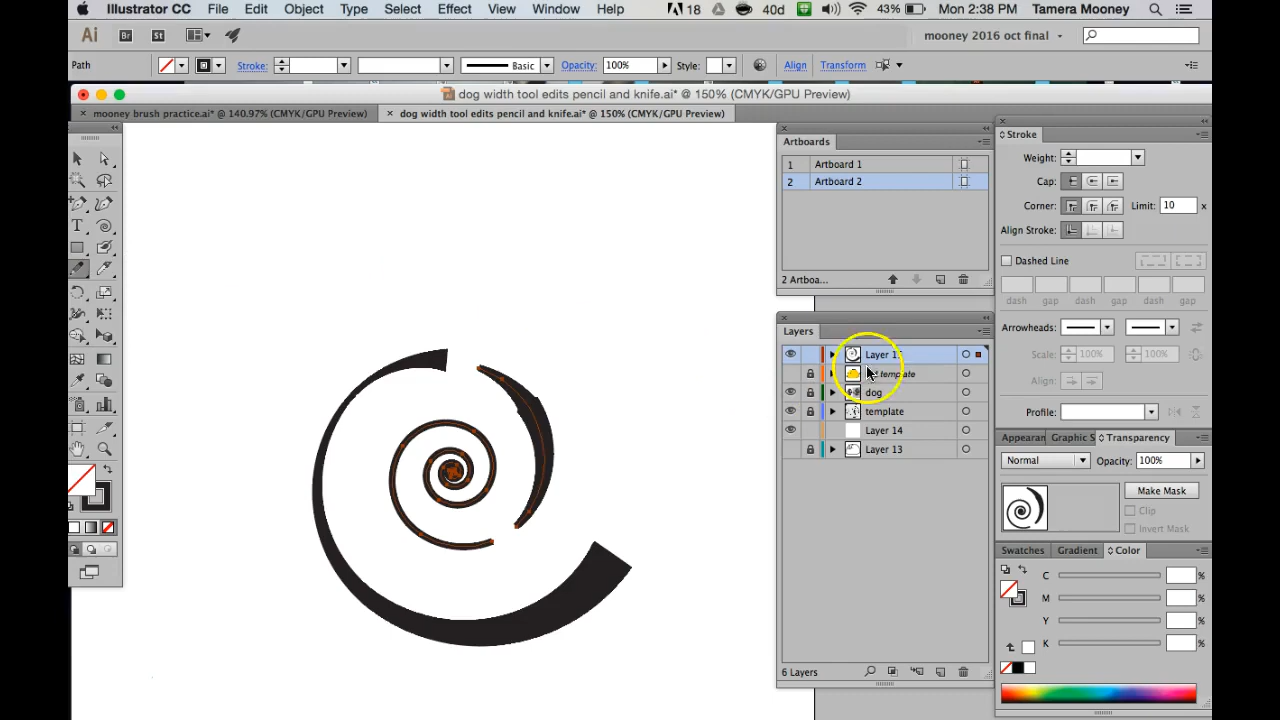 Illustrator CC File Edit Object Type Select Effect View Window Help 18 40d 43% Mon 2:38 PM Tamera Mooney
Ai Br St mooney 2016 oct final
Path Stroke: Basic Opacity: 100% Style: Align Transform
dog width tool edits pencil and knife.ai* @ 150% (CMYK/GPU Preview)
× mooney brush practice.ai* @ 140.97% (CMYK/GPU Preview) × dog width tool edits pencil and knife.ai* @ 150% (CMYK/GPU Preview)
Artboards
1 Artboard 1
2 Artboard 2
2 Artboa...
Layers
Layer
template
dog
template
Layer 14
Layer 13
6 Layers
Stroke
Weight:
Cap:
Corner: Limit: 10 x
Align Stroke:
Dashed Line
dash gap dash gap dash gap
Arrowheads:
Scale: 100% 100%
Align:
Profile:
Appearan Graphic S Transparency
Normal Opacity: 100%
Make Mask
Clip
Invert Mask
Swatches Gradient Color
C %
M %
Y %
K %